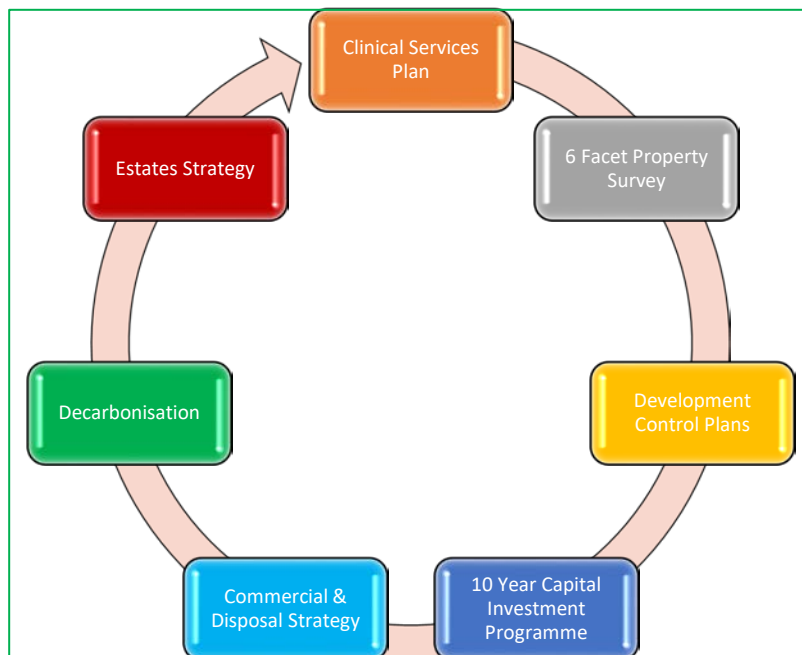 Clinical Services
Plan
6 Facet Property
Survey
Development
Control Plans
10 Year Capital
Investment
Programme
Commercial &
Disposal Strategy
Decarbonisation
Estates Strategy